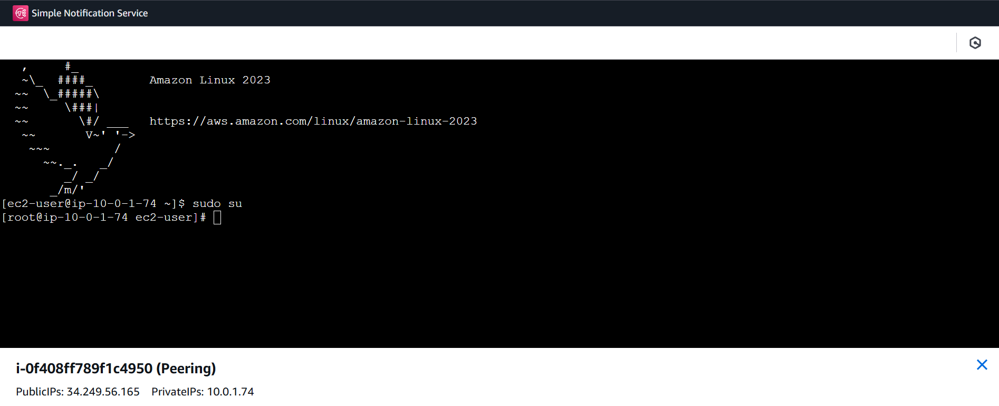 Simple Notification Service
   ,     #_
   ~\_  ####_        Amazon Linux 2023
  ~~  \_#####\
  ~~     \###|
  ~~       \#/ ___   https://aws.amazon.com/linux/amazon-linux-2023
   ~~       V~' '->
    ~~~         /
      ~~._.   _/
         _/ _/
       _/m/'
[ec2-user@ip-10-0-1-74 ~]$ sudo su
[root@ip-10-0-1-74 ec2-user]#
i-0f408ff789f1c4950 (Peering)
PublicIPs: 34.249.56.165 PrivateIPs: 10.0.1.74